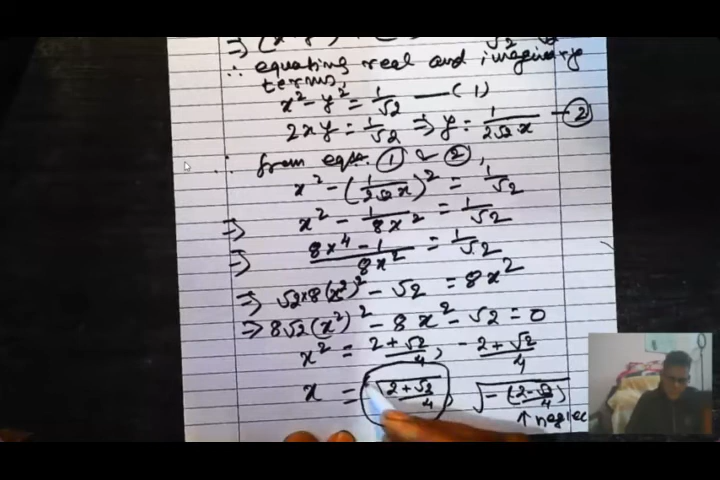 ∴ equating real and imaginary
terms,
x² - y² = 1/√2 —(1)
2xy = 1/√2 ⇒ y = 1/2√2x —②
∴ from eqn. ① & ②,
x² - (1/2√2x)² = 1/√2
⇒ x² - 1/8x² = 1/√2
⇒ 8x⁴ - 1/8x² = 1/√2
⇒ √2×8(x²)² - √2 = 8x²
⇒ 8√2(x²)² - 8x² - √2 = 0
x² = 2+√2/4, -2+√2/4
x = √2+√2/4, √-(2-√2/4)
↑ neglec